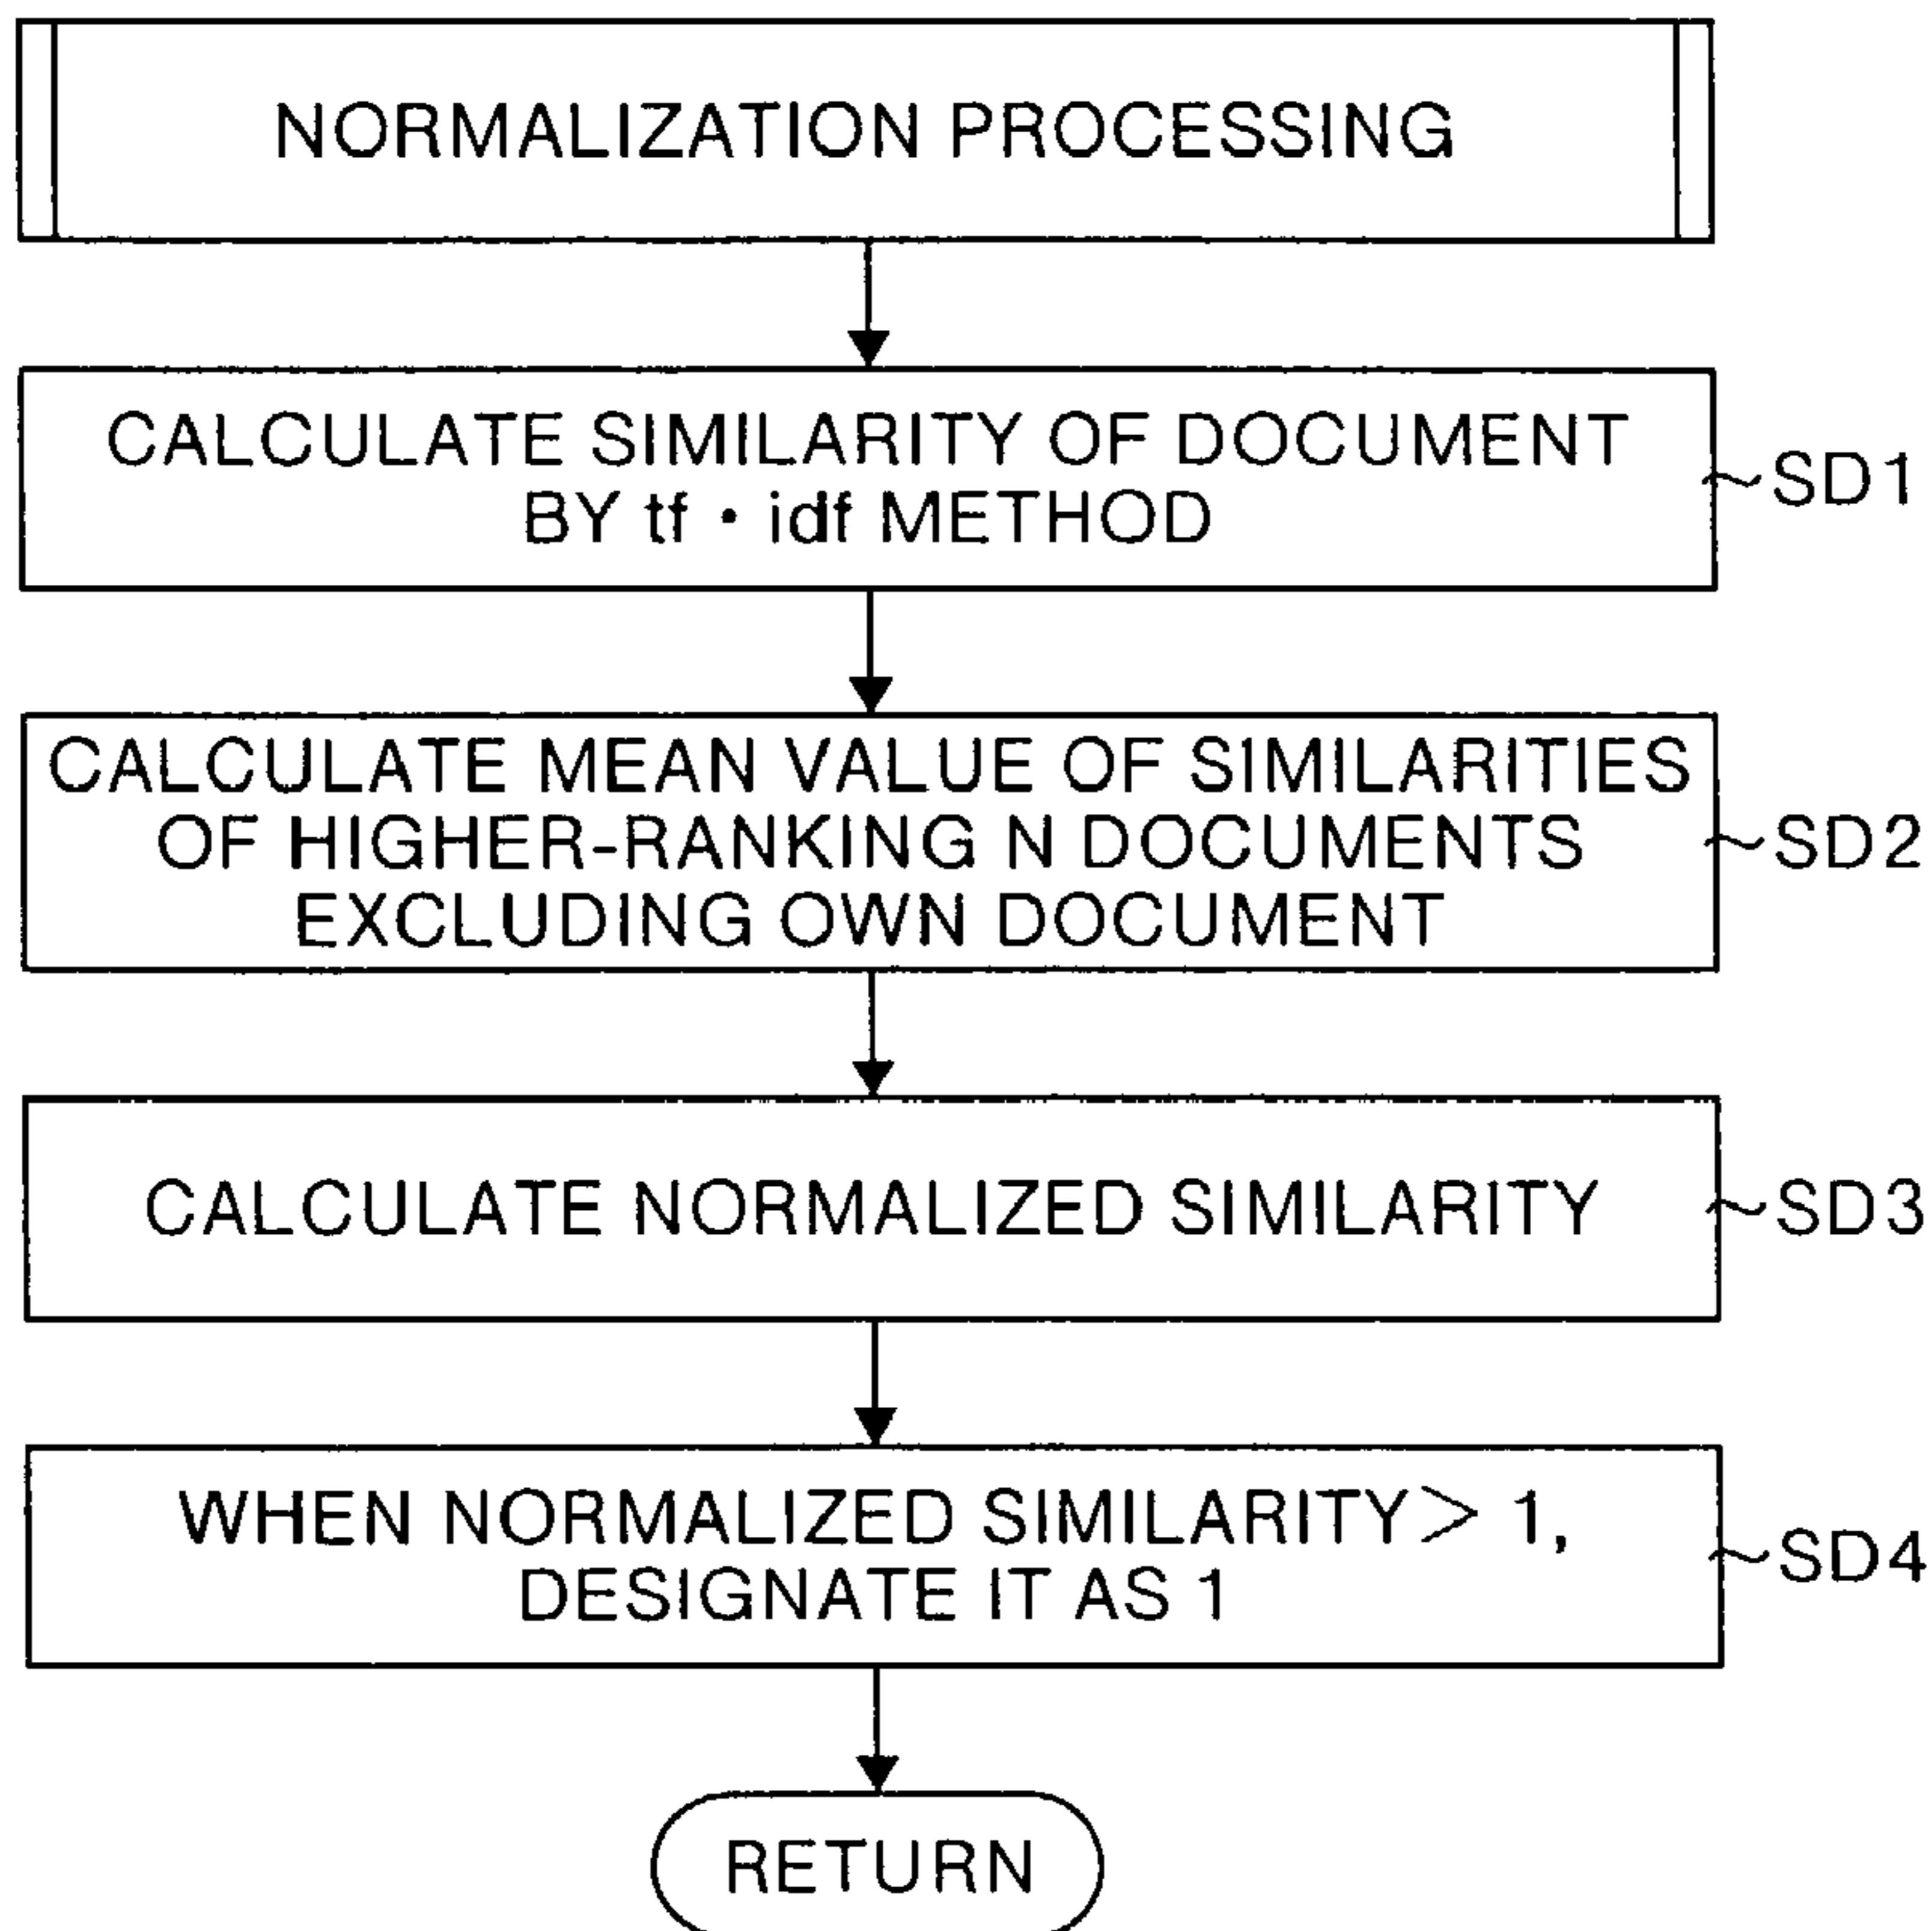 NORMALIZATION PROCESSING
CALCULATE SIMILARITY OF DOCUMENT
BY tf・idf METHOD
SD1
CALCULATE MEAN VALUE OF SIMILARITIES
OF HIGHER-RANKING N DOCUMENTS
EXCLUDING OWN DOCUMENT
SD2
CALCULATE NORMALIZED SIMILARITY
SD3
WHEN NORMALIZED SIMILARITY > 1,
DESIGNATE IT AS 1
SD4
RETURN